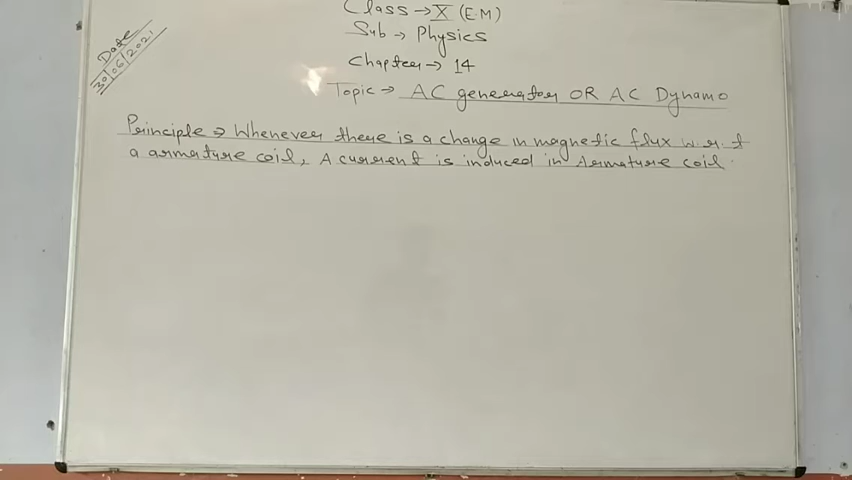 Class → X (E.M)
Date
30/06/2021
Sub → Physics
Chapter → 14
Topic → AC generator OR AC Dynamo
Principle → Whenever there is a change in magnetic flux w.r.t
a armature coil, A current is induced in Armature coil.